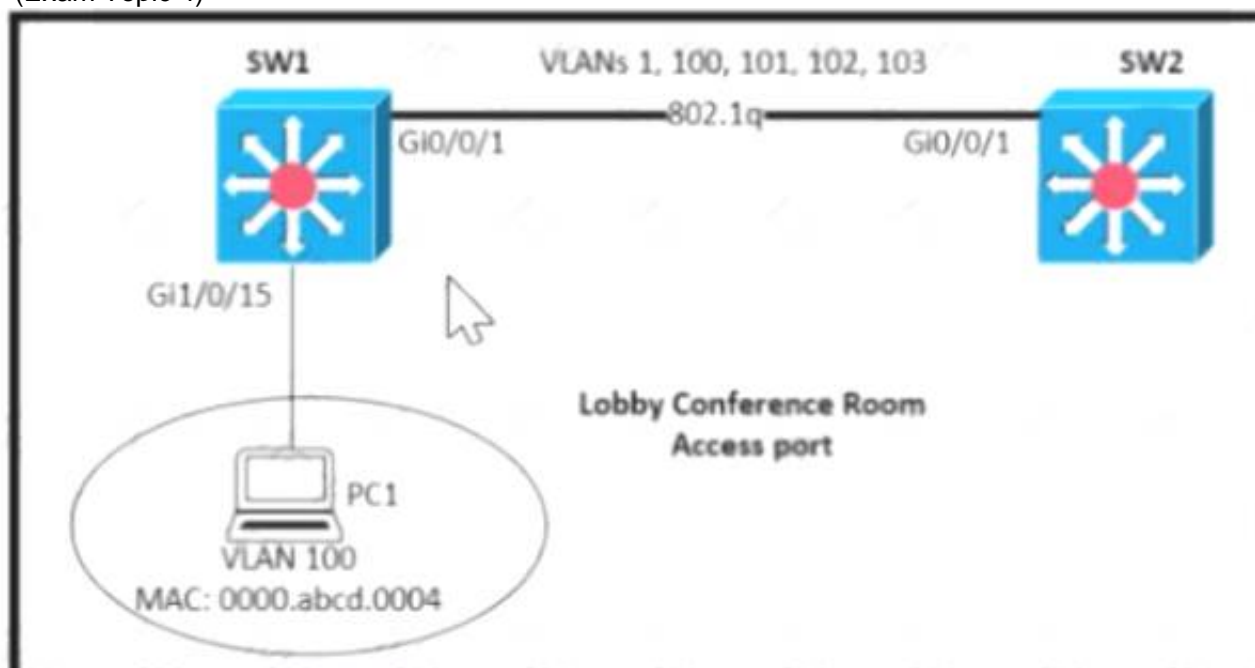 SW1 VLANs 1, 100, 101, 102, 103 SW2
802.1q
Gi0/0/1 Gi0/0/1
Gi1/0/15
Lobby Conference Room
Access port
PC1
VLAN 100
MAC: 0000.abcd.0004